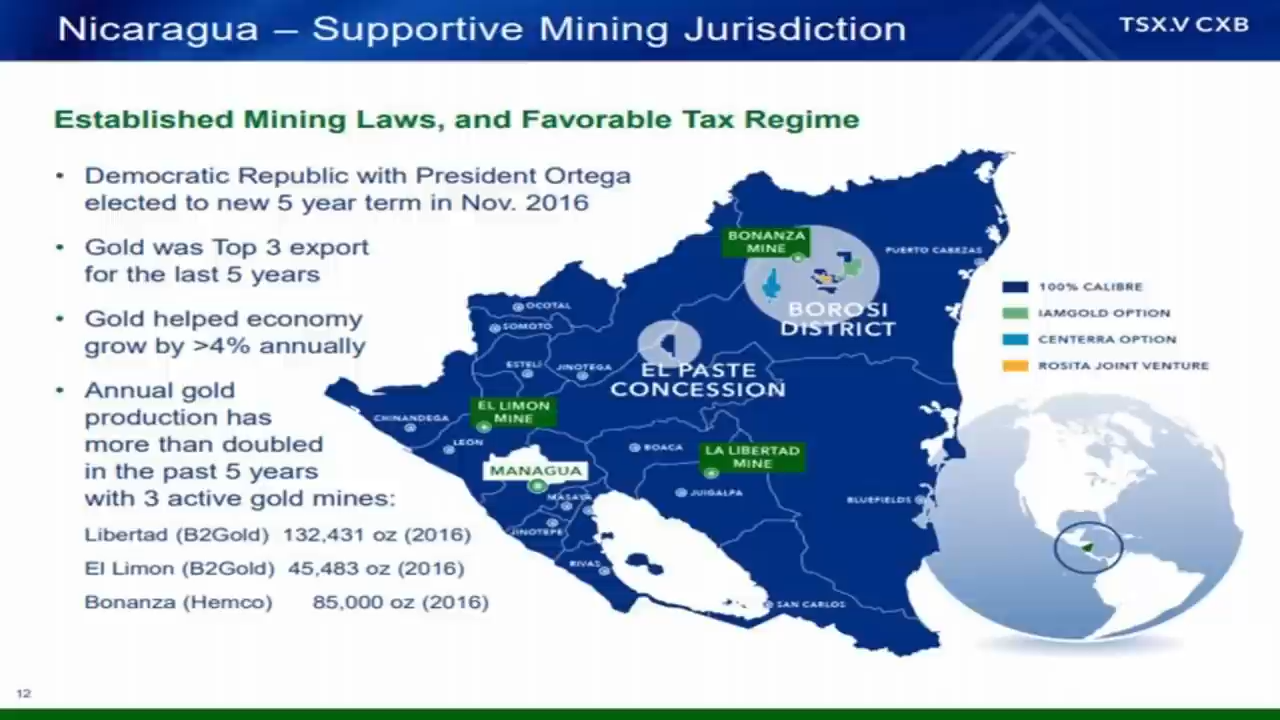 Nicaragua – Supportive Mining Jurisdiction
TSX.V CXB
Established Mining Laws, and Favorable Tax Regime
• Democratic Republic with President Ortega
elected to new 5 year term in Nov. 2016
• Gold was Top 3 export
for the last 5 years
• Gold helped economy
grow by >4% annually
• Annual gold
production has
more than doubled
in the past 5 years
with 3 active gold mines:
Libertad (B2Gold) 132,431 oz (2016)
El Limon (B2Gold) 45,483 oz (2016)
Bonanza (Hemco) 85,000 oz (2016)
BONANZA
MINE
PUERTO CABEZAS
BOROSI
DISTRICT
OCOTAL
SOMOTO
ESTELÍ
JINOTEGA
EL PASTE
CONCESSION
CHINANDEGA
EL LIMON
MINE
LEÓN
BOACA
LA LIBERTAD
MINE
MANAGUA
MASAYA
JUIGALPA
BLUEFIELDS
JINOTEPE
RIVAS
SAN CARLOS
100% CALIBRE
IAMGOLD OPTION
CENTERRA OPTION
ROSITA JOINT VENTURE
12